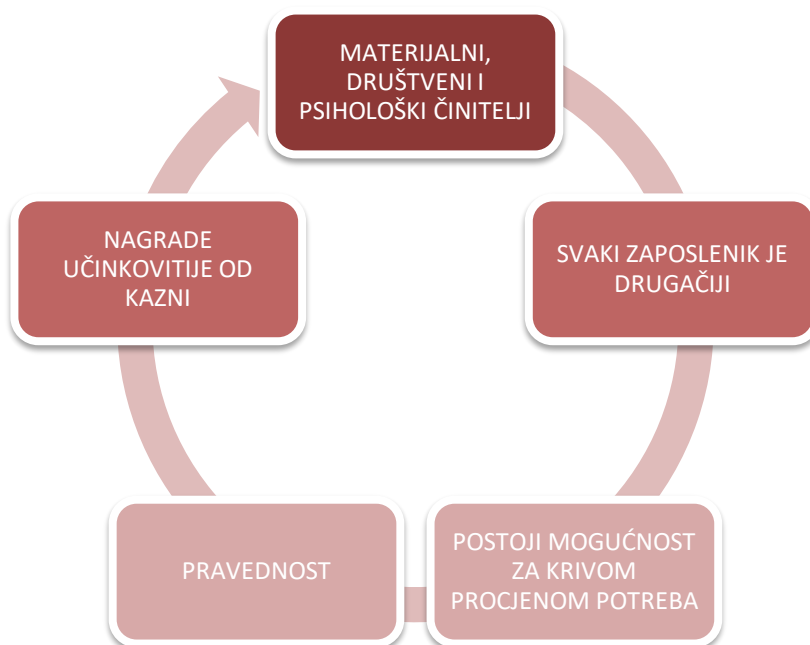 MATERIJALNI,
DRUŠTVENI I
PSIHOLOŠKI ČINITELJI
SVAKI ZAPOSLENIK JE
DRUGAČIJI
POSTOJI MOGUĆNOST
ZA KRIVOM
PROCJENOM POTREBA
PRAVEDNOST
NAGRADE
UČINKOVITIJE OD
KAZNI